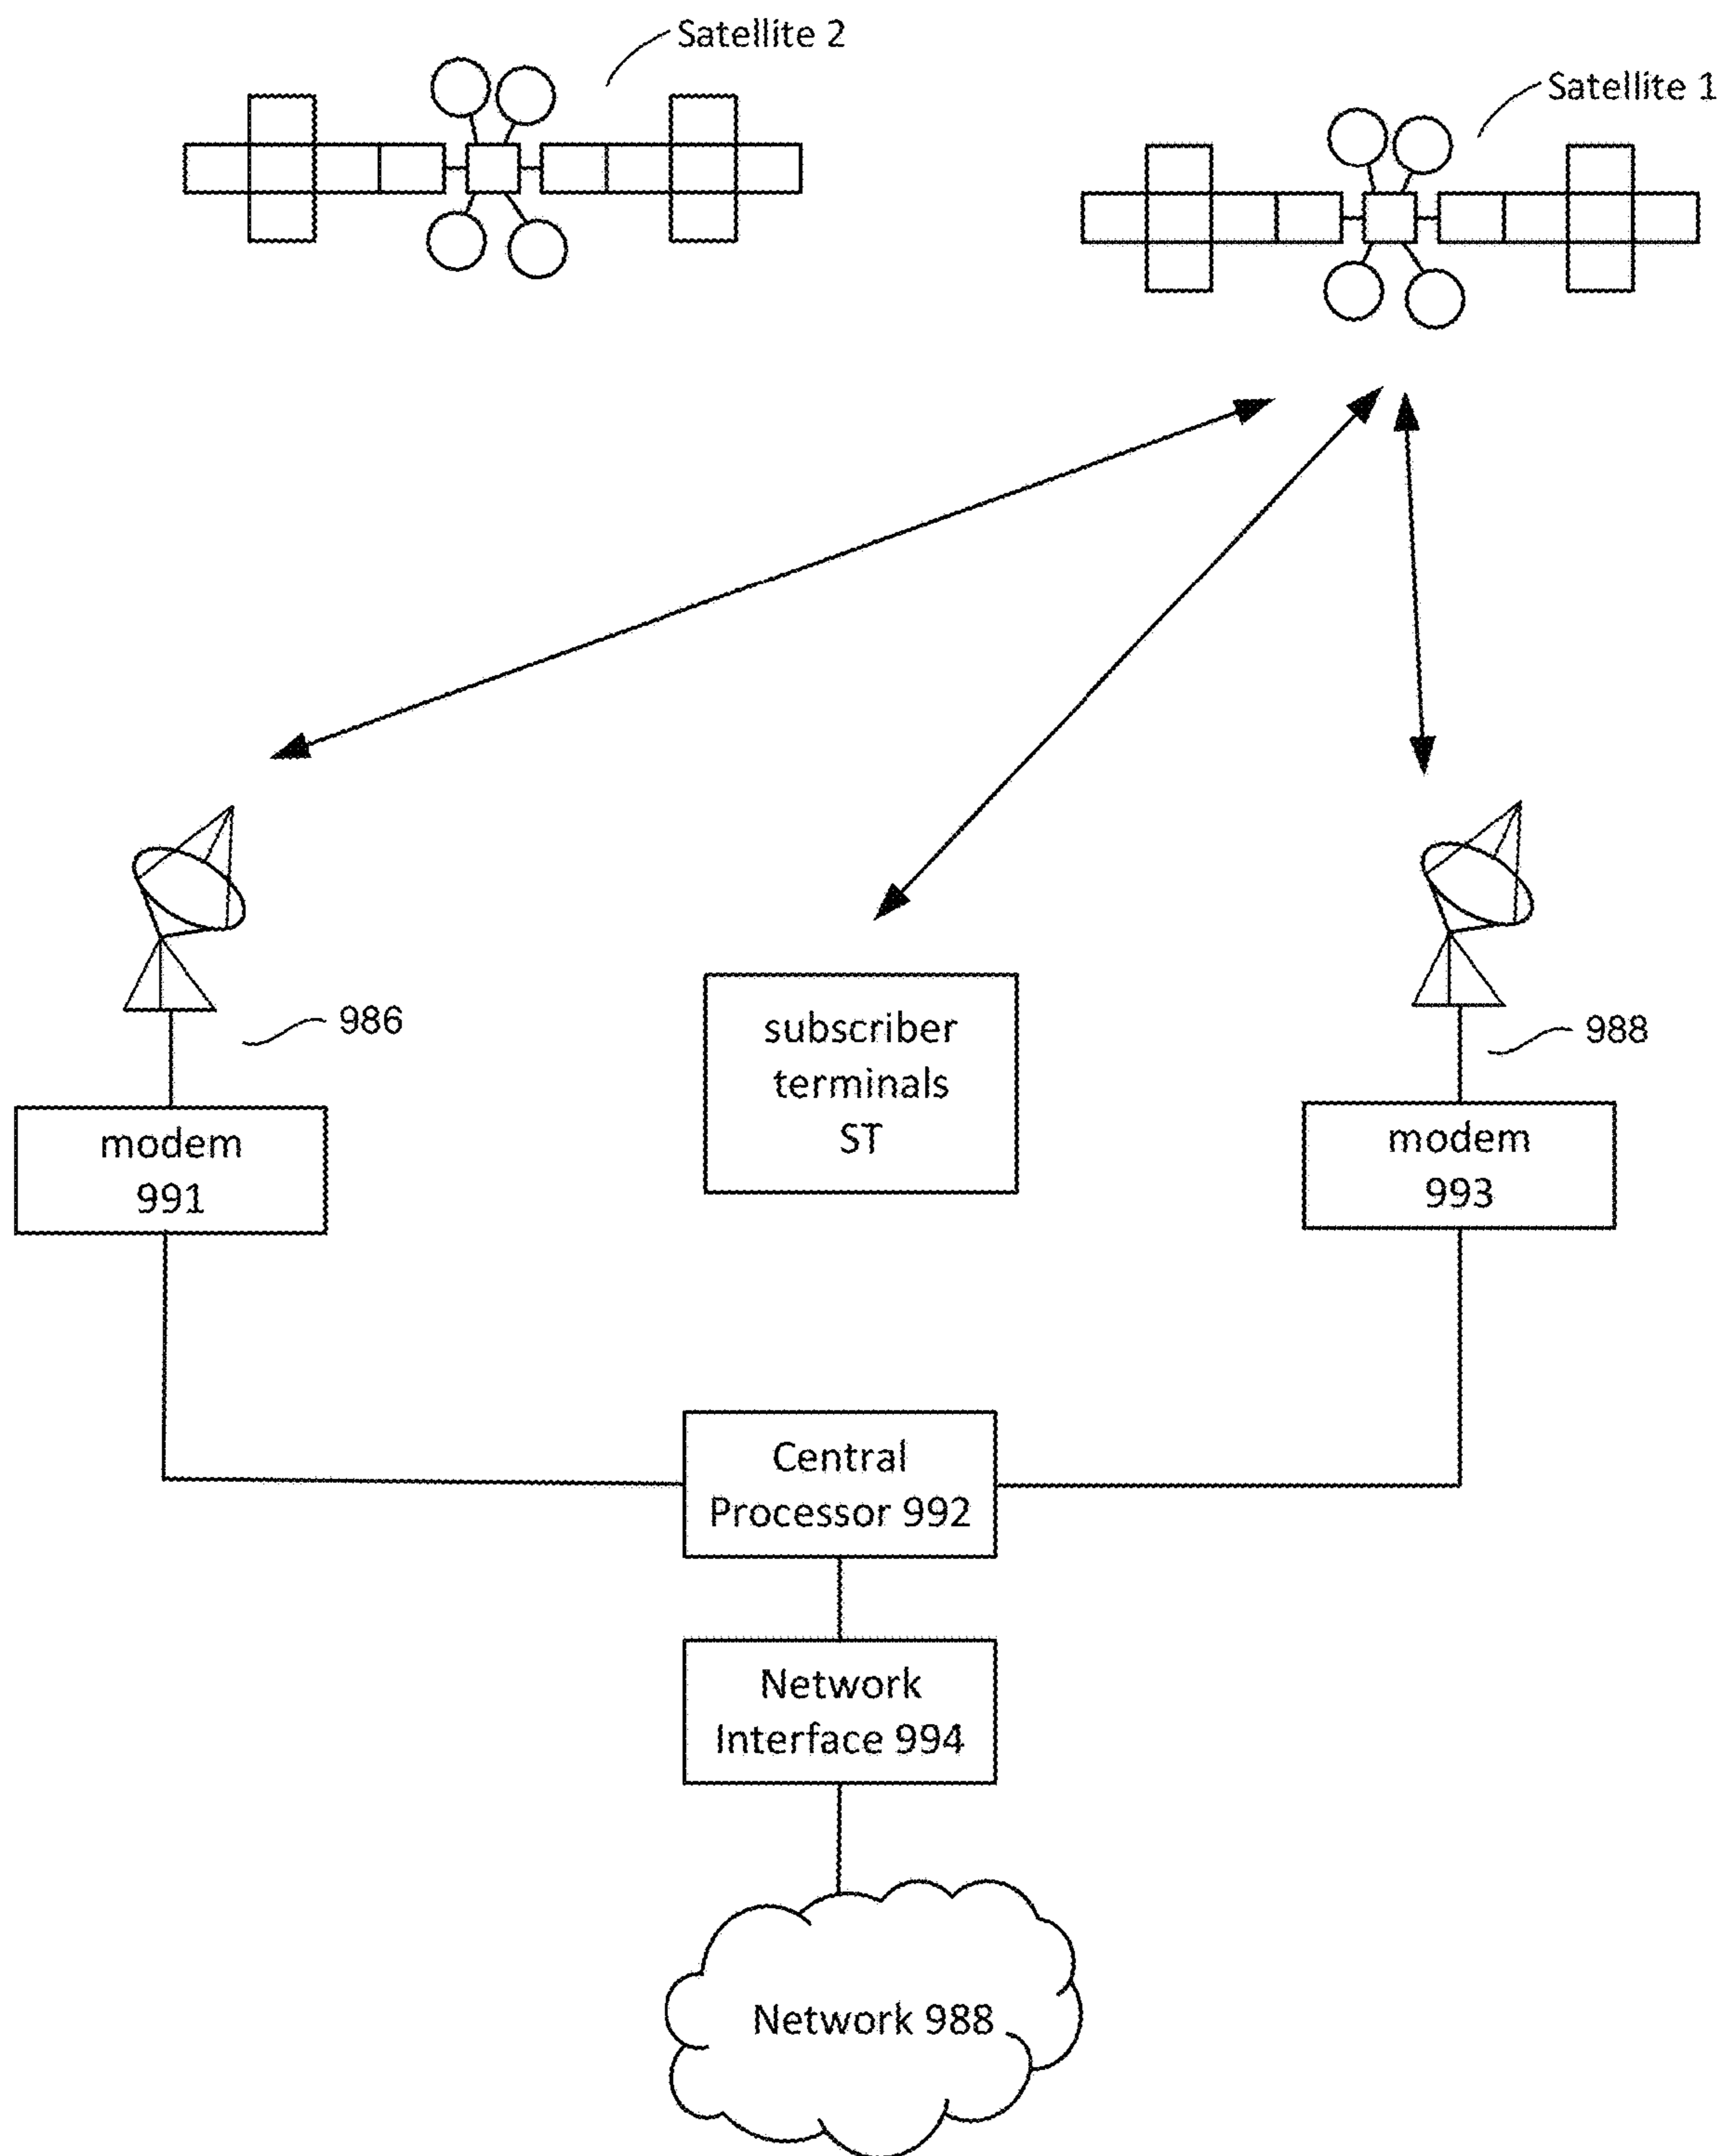 Satellite 2
Satellite 1
986
988
subscriber
terminals
ST
modem
991
modem
993
Central
Processor 992
Network
Interface 994
Network 988